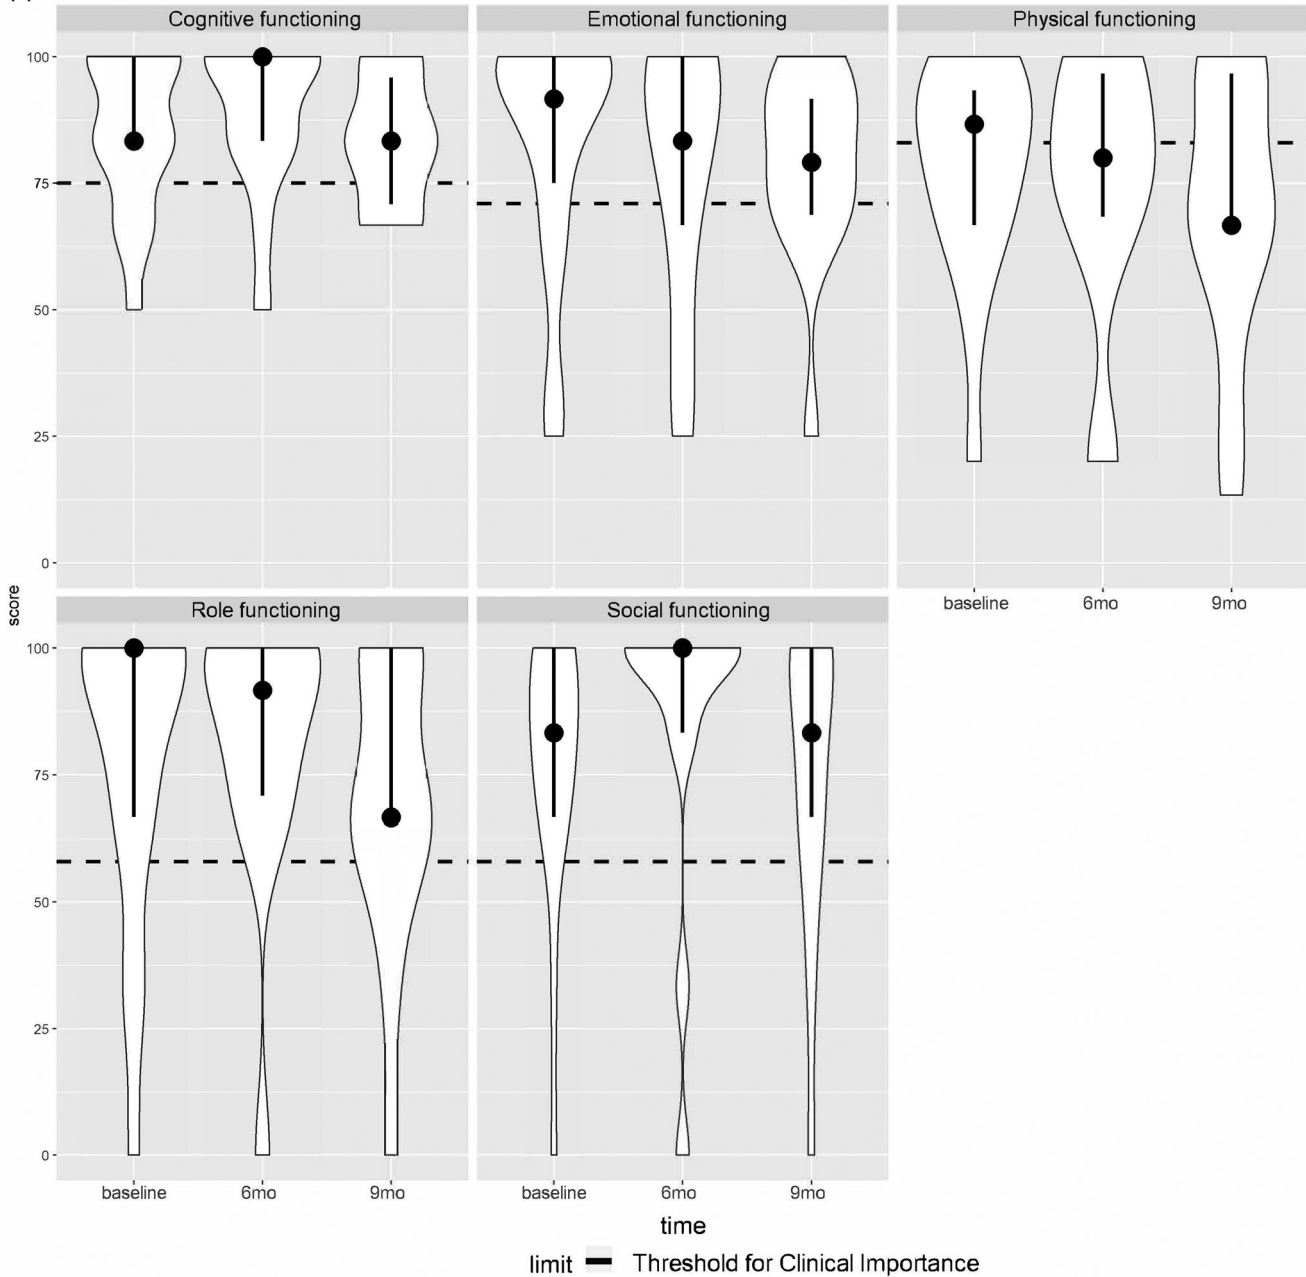 Cognitive functioning
Emotional functioning
Physical functioning
100
75
50
25
0
baseline
6mo
9mo
score
Role functioning
Social functioning
100
75
50
25
0
baseline
6mo
9mo
baseline
6mo
9mo
time
limit
Threshold for Clinical Importance